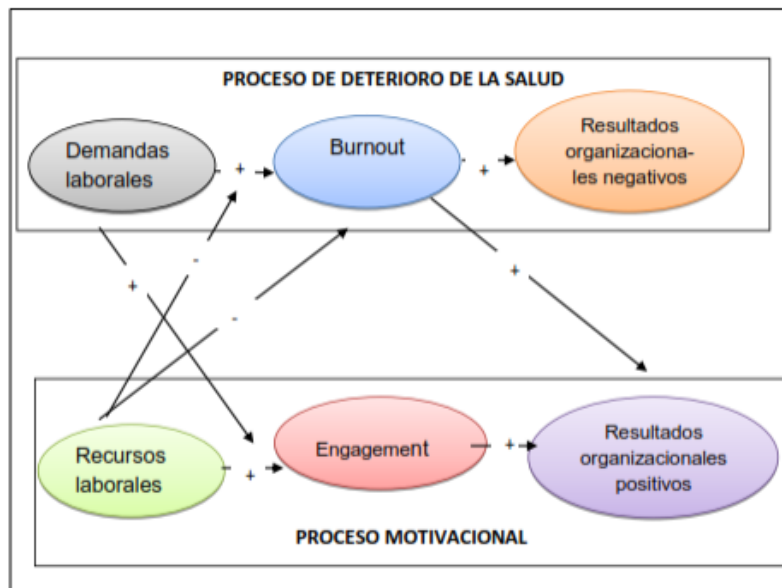 PROCESO DE DETERIORO DE LA SALUD
Demandas
laborales
+
Burnout
+
Resultados
organizaciona-
les negativos
-
+
+
-
Recursos
laborales
+
Engagement
+
Resultados
organizacionales
positivos
PROCESO MOTIVACIONAL